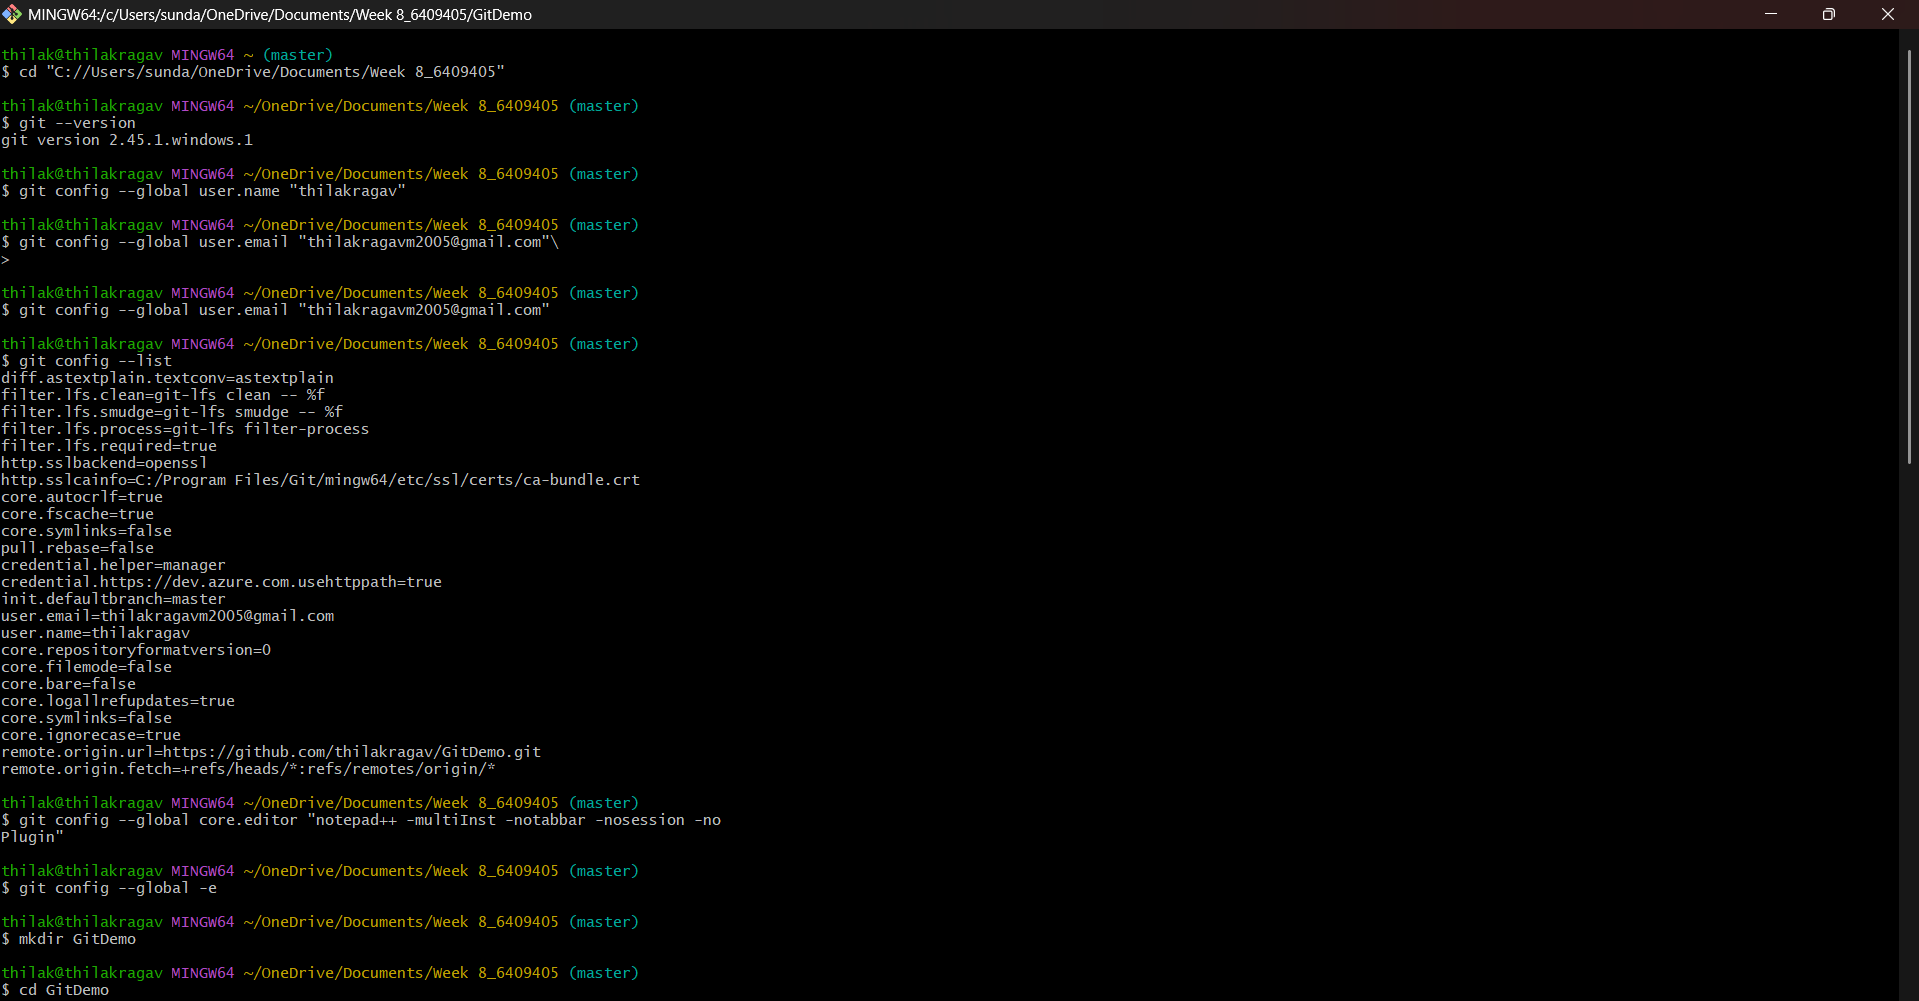 MINGW64:/c/Users/sunda/OneDrive/Documents/Week 8_6409405/GitDemo
thilak@thilakragav MINGW64 ~ (master)
$ cd "C://Users/sunda/OneDrive/Documents/Week 8_6409405"
thilak@thilakragav MINGW64 ~/OneDrive/Documents/Week 8_6409405 (master)
$ git --version
git version 2.45.1.windows.1
thilak@thilakragav MINGW64 ~/OneDrive/Documents/Week 8_6409405 (master)
$ git config --global user.name "thilakragav"
thilak@thilakragav MINGW64 ~/OneDrive/Documents/Week 8_6409405 (master)
$ git config --global user.email "thilakragavm2005@gmail.com"\
>
thilak@thilakragav MINGW64 ~/OneDrive/Documents/Week 8_6409405 (master)
$ git config --global user.email "thilakragavm2005@gmail.com"
thilak@thilakragav MINGW64 ~/OneDrive/Documents/Week 8_6409405 (master)
$ git config --list
diff.astextplain.textconv=astextplain
filter.lfs.clean=git-lfs clean -- %f
filter.lfs.smudge=git-lfs smudge -- %f
filter.lfs.process=git-lfs filter-process
filter.lfs.required=true
http.sslbackend=openssl
http.sslcainfo=C:/Program Files/Git/mingw64/etc/ssl/certs/ca-bundle.crt
core.autocrlf=true
core.fscache=true
core.symlinks=false
pull.rebase=false
credential.helper=manager
credential.https://dev.azure.com.usehttppath=true
init.defaultbranch=master
user.email=thilakragavm2005@gmail.com
user.name=thilakragav
core.repositoryformatversion=0
core.filemode=false
core.bare=false
core.logallrefupdates=true
core.symlinks=false
core.ignorecase=true
remote.origin.url=https://github.com/thilakragav/GitDemo.git
remote.origin.fetch=+refs/heads/*:refs/remotes/origin/*
thilak@thilakragav MINGW64 ~/OneDrive/Documents/Week 8_6409405 (master)
$ git config --global core.editor "notepad++ -multiInst -notabbar -nosession -no
Plugin"
thilak@thilakragav MINGW64 ~/OneDrive/Documents/Week 8_6409405 (master)
$ git config --global -e
thilak@thilakragav MINGW64 ~/OneDrive/Documents/Week 8_6409405 (master)
$ mkdir GitDemo
thilak@thilakragav MINGW64 ~/OneDrive/Documents/Week 8_6409405 (master)
$ cd GitDemo